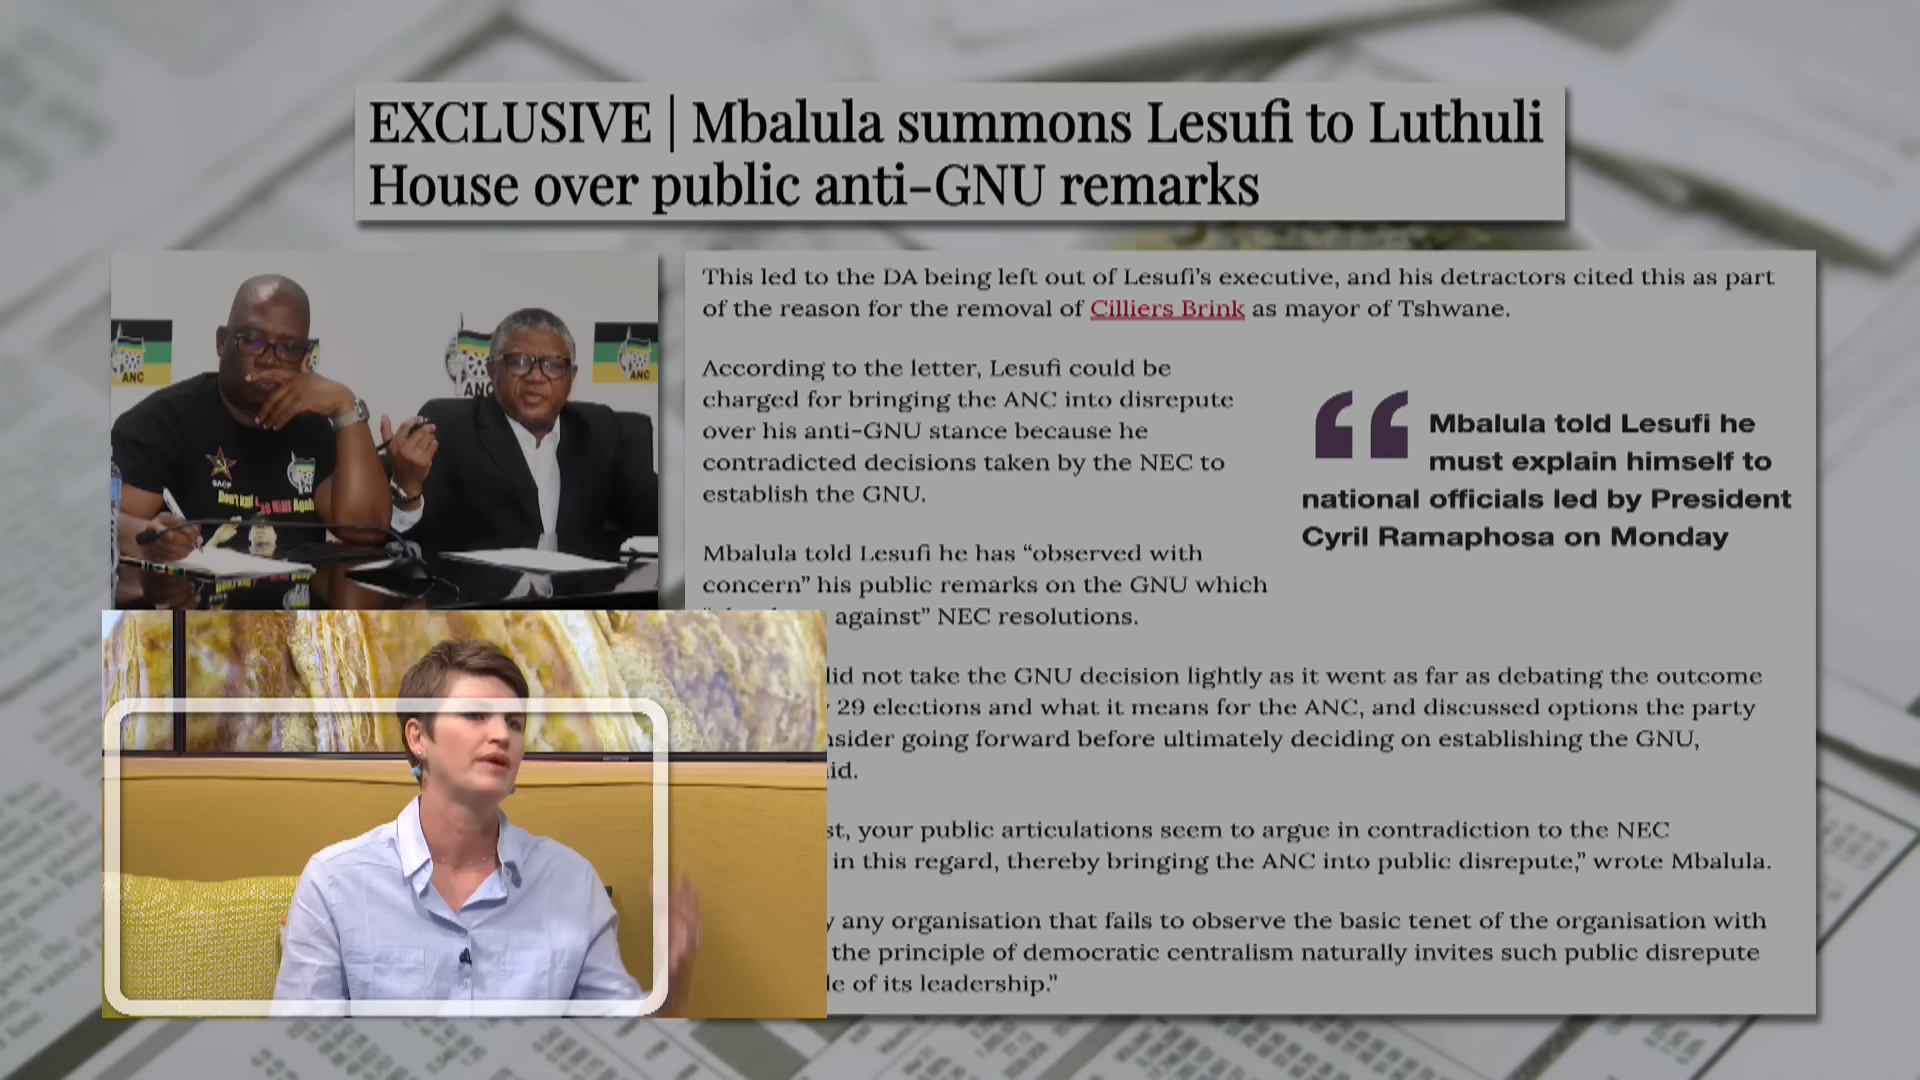 EXCLUSIVE | Mbalula summons Lesufi to Luthuli
House over public anti-GNU remarks
ANC
ANC
ANC
SACP
This led to the DA being left out of Lesufi’s executive, and his detractors cited this as part
of the reason for the removal of Cilliers Brink as mayor of Tshwane.
According to the letter, Lesufi could be
charged for bringing the ANC into disrepute
over his anti-GNU stance because he
contradicted decisions taken by the NEC to
establish the GNU.
“ Mbalula told Lesufi he
must explain himself to
national officials led by President
Cyril Ramaphosa on Monday
Mbalula told Lesufi he has “observed with
concern” his public remarks on the GNU which
against” NEC resolutions.
did not take the GNU decision lightly as it went as far as debating the outcome
29 elections and what it means for the ANC, and discussed options the party
going forward before ultimately deciding on establishing the GNU,
your public articulations seem to argue in contradiction to the NEC
in this regard, thereby bringing the ANC into public disrepute,” wrote Mbalula.
any organisation that fails to observe the basic tenet of the organisation with
the principle of democratic centralism naturally invites such public disrepute
of its leadership.”